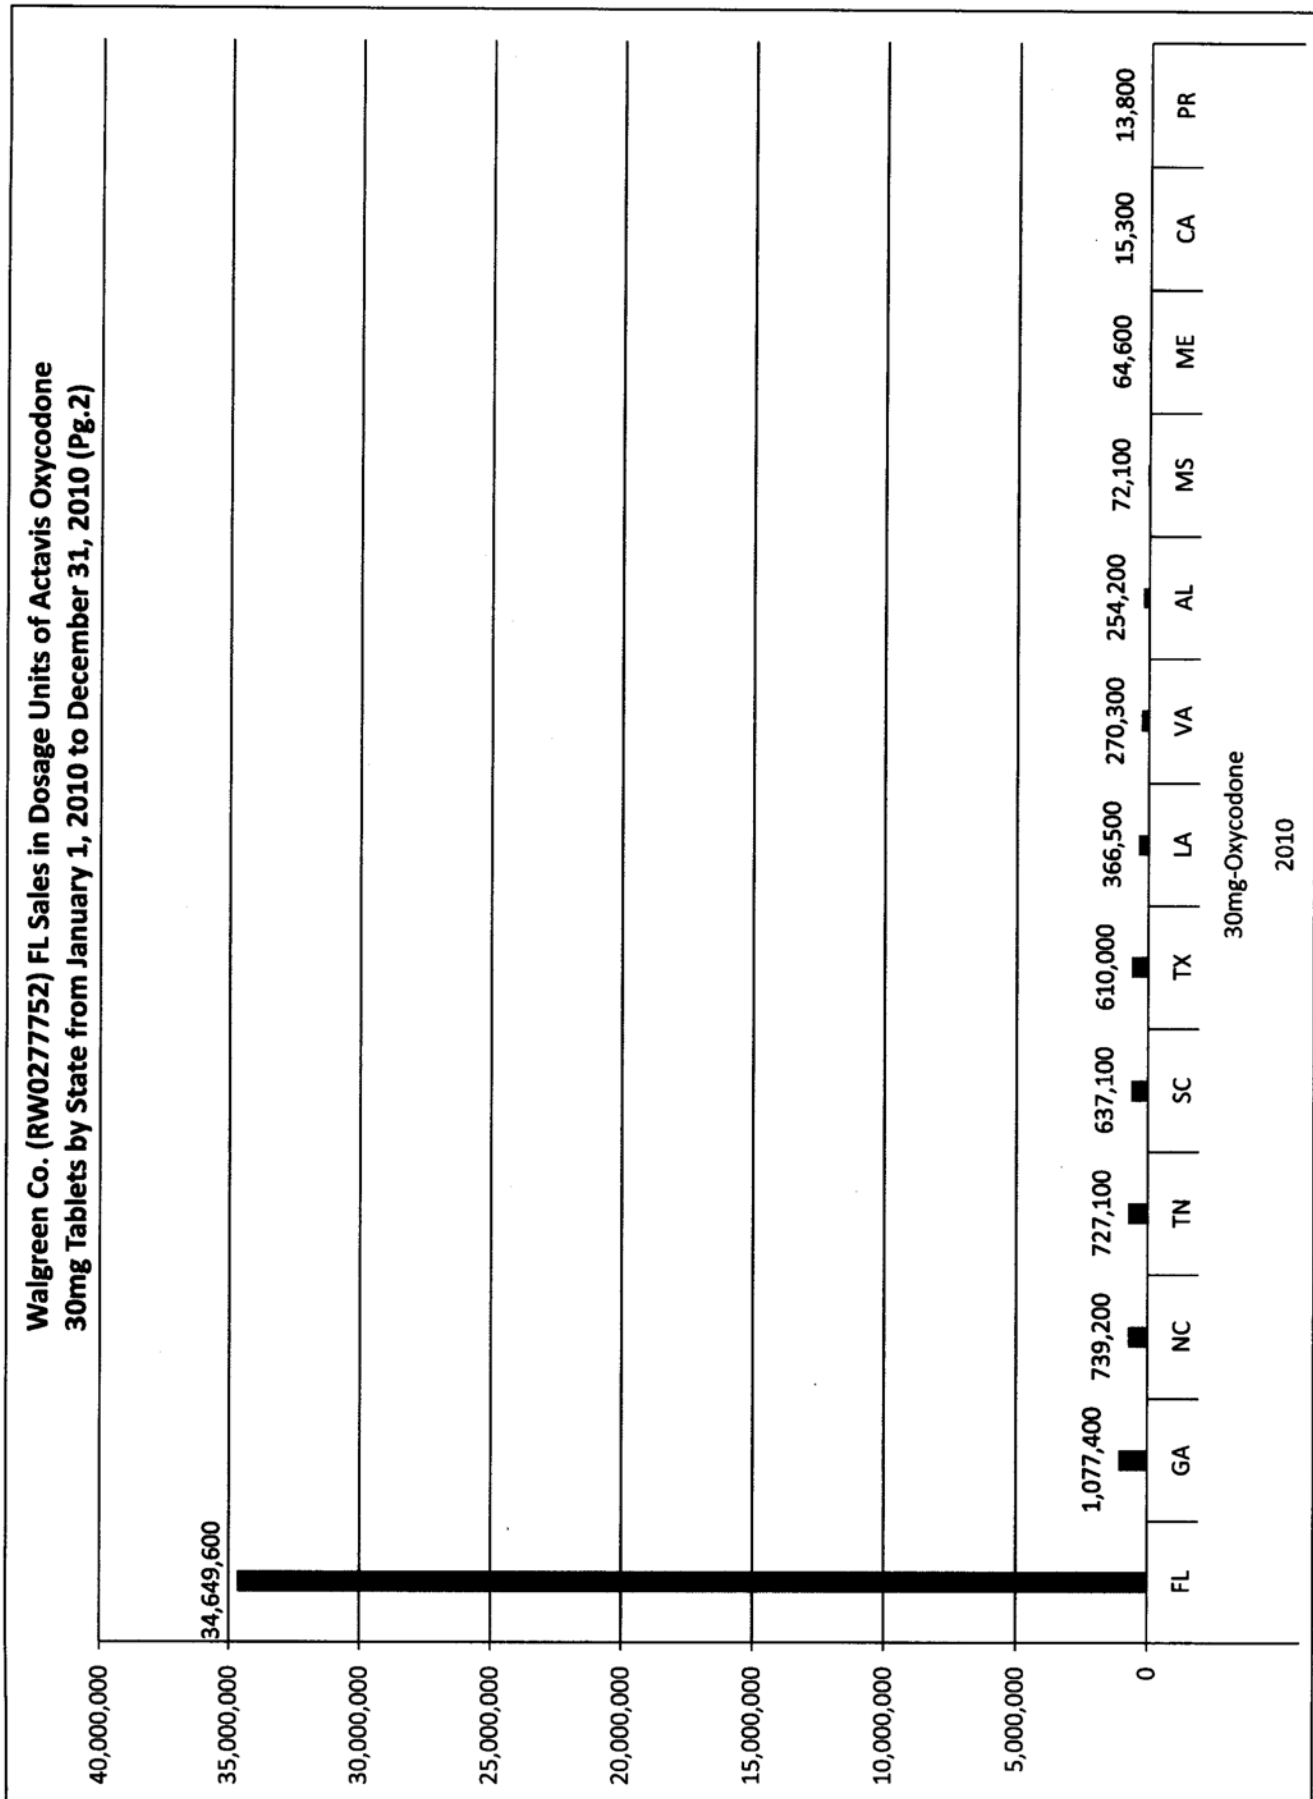 Walgreen Co. (RW0277752) FL Sales in Dosage Units of Actavis Oxycodone
30mg Tablets by State from January 1, 2010 to December 31, 2010 (Pg.2)
40,000,000
35,000,000
30,000,000
25,000,000
20,000,000
15,000,000
10,000,000
5,000,000
0
34,649,600
1,077,400
739,200
727,100
637,100
610,000
366,500
270,300
254,200
72,100
64,600
15,300
13,800
FL
GA
NC
TN
SC
TX
LA
VA
AL
MS
ME
CA
PR
30mg-Oxycodone
2010